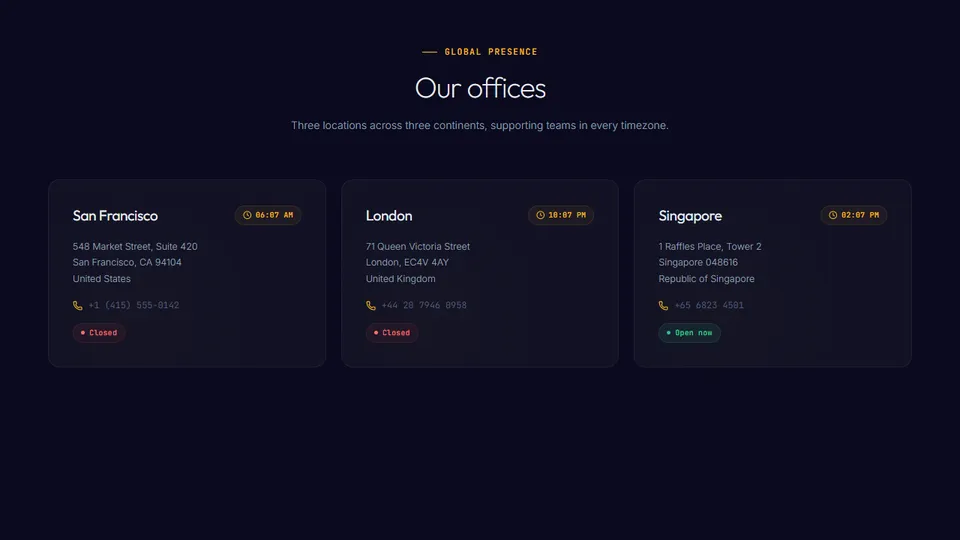 GLOBAL PRESENCE
Our offices
Three locations across three continents, supporting teams in every timezone.
San Francisco
06:07 AM
548 Market Street, Suite 420
San Francisco, CA 94104
United States
+1 (415) 555-0142
Closed
London
10:07 PM
71 Queen Victoria Street
London, EC4V 4AY
United Kingdom
+44 20 7946 0958
Closed
Singapore
02:07 PM
1 Raffles Place, Tower 2
Singapore 048616
Republic of Singapore
+65 6823 4501
Open now